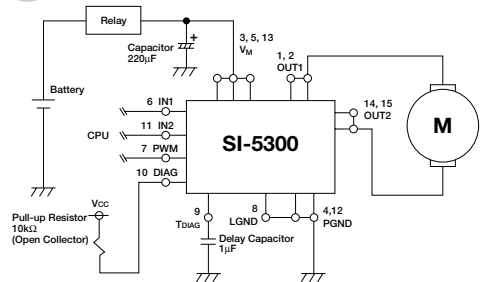 Relay
Capacitor
220μF
+
3, 5, 13
VM
1, 2
OUT1
Battery
6 IN1
11 IN2
CPU
7 PWM
10 DIAG
SI-5300
14, 15
OUT2
M
Vcc
Pull-up Resistor
10kΩ
(Open Collector)
9
TDIAG
Delay Capacitor
1μF
8
LGND
4,12
PGND